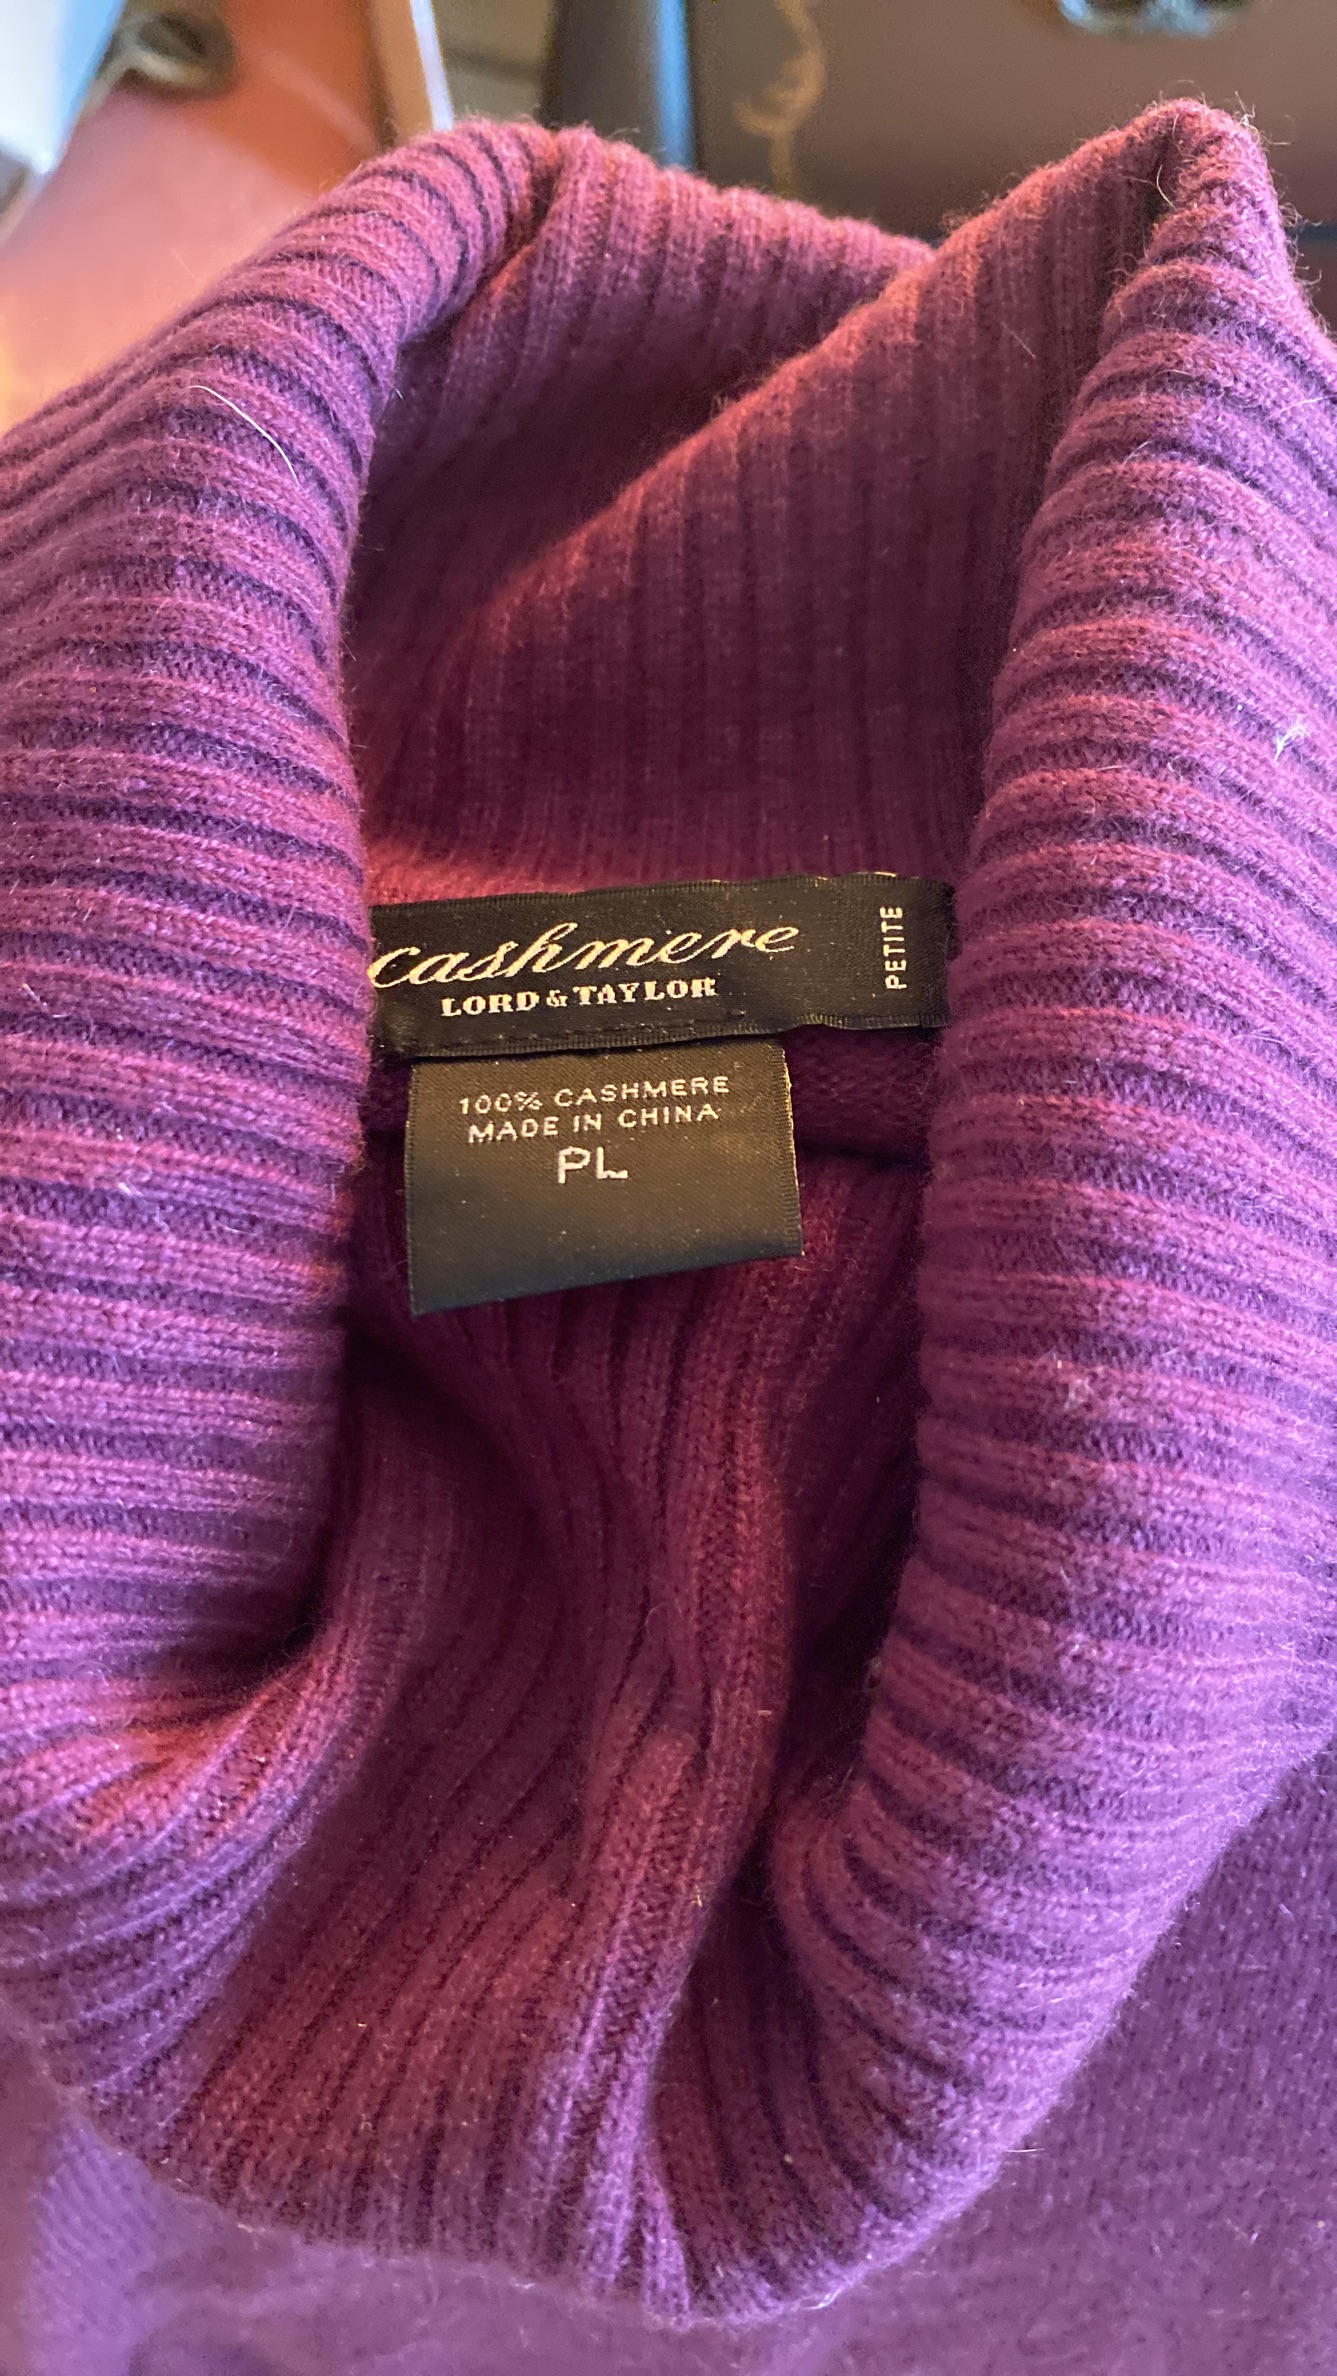 cashmere
LORD & TAYLOR
PETITE
100% CASHMERE
MADE IN CHINA
PL